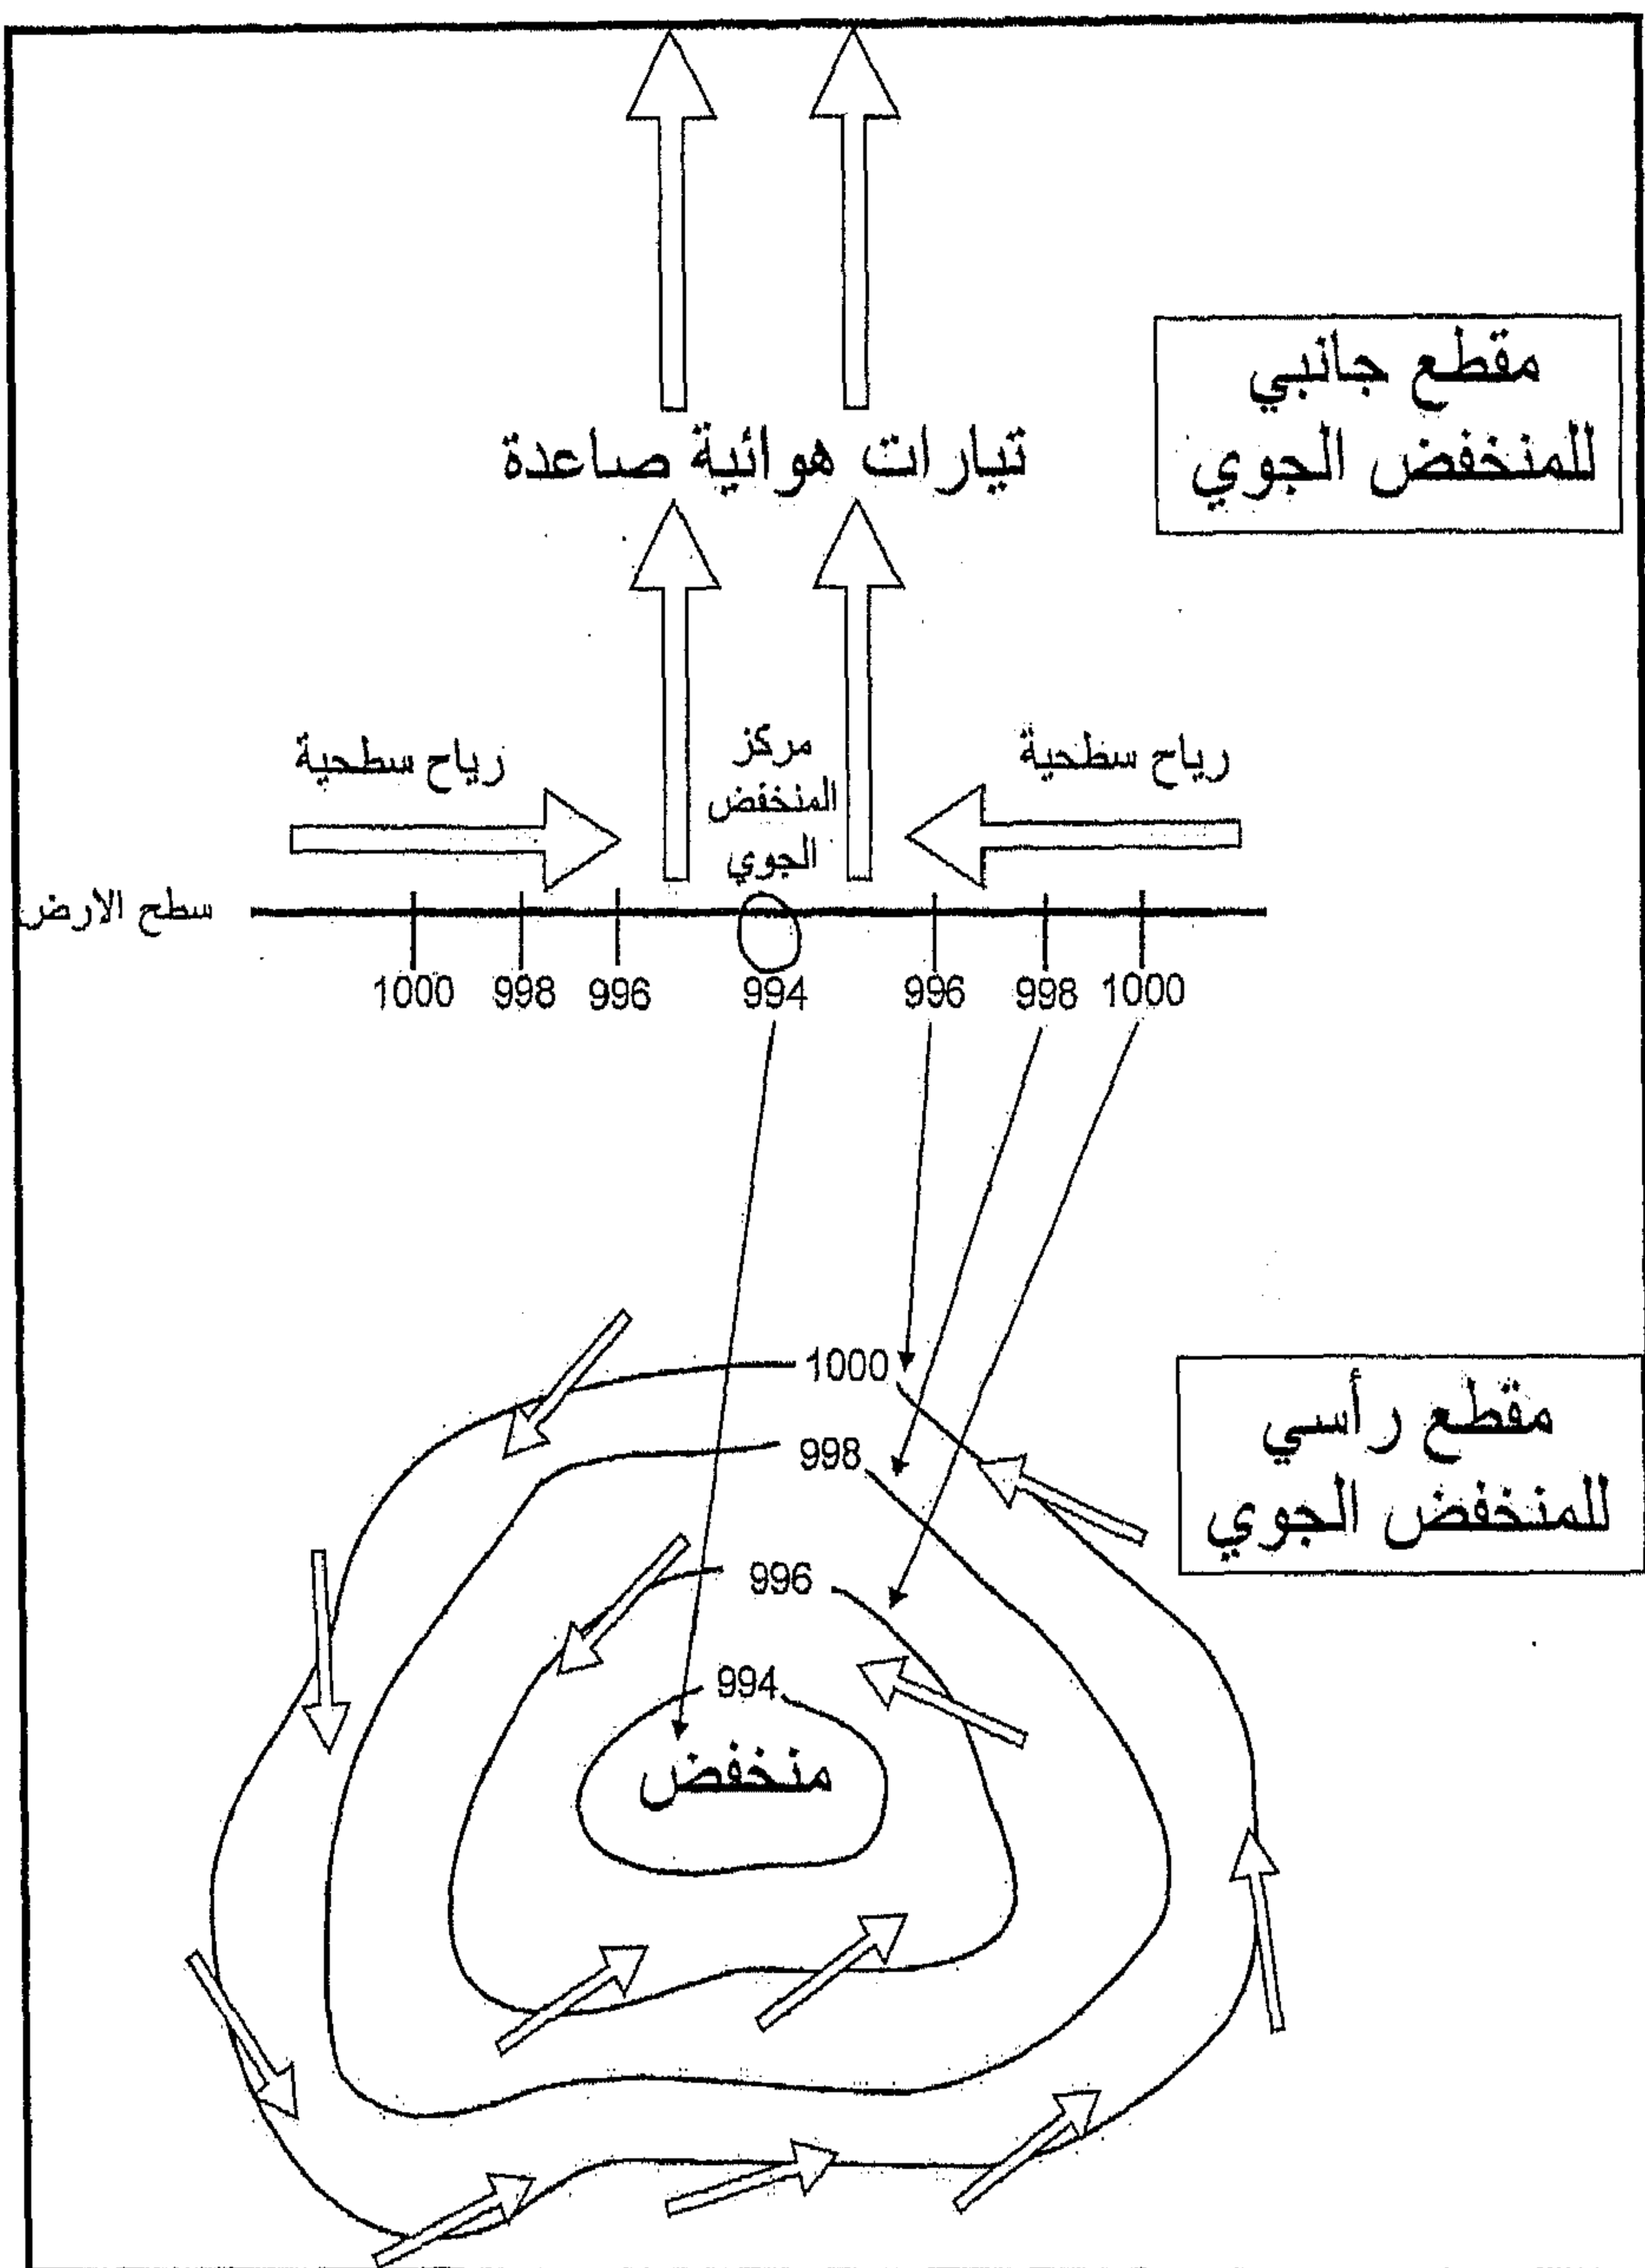 مقطع جانبي
للمنخفض الجوي
تيارات هوائية صاعدة
رياح سطحية
مركز
المنخفض
الجوي
رياح سطحية
سطح الارض
1000 998 996 994 996 998 1000
مقطع رأسي
للمنخفض الجوي
1000
998
996
994
منخفض